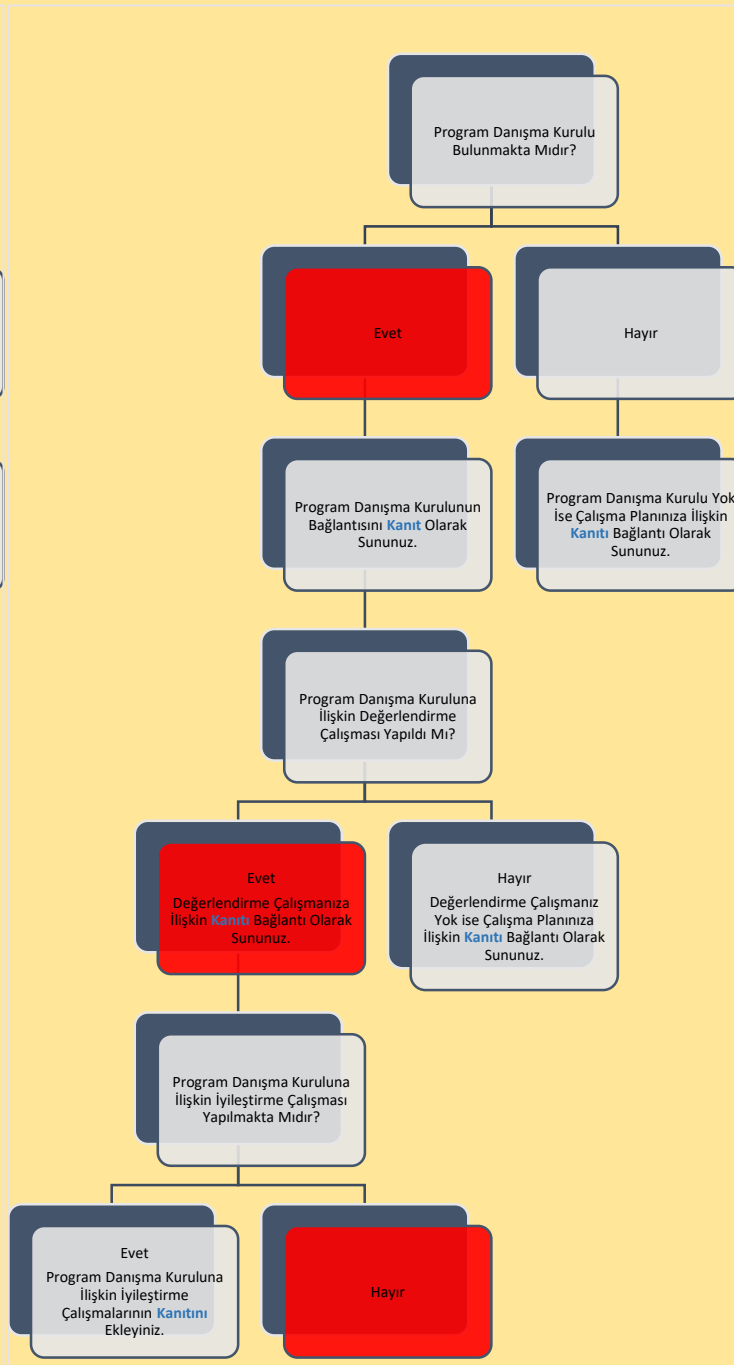 Program Danışma Kurulu
Bulunmakta Mıdır?
Evet
Hayır
Program Danışma Kurulunun
Bağlantısını Kanıt Olarak
Sununuz.
Program Danışma Kurulu Yok
İse Çalışma Planınıza İlişkin
Kanıtı Bağlantı Olarak
Sununuz.
Program Danışma Kuruluna
İlişkin Değerlendirme
Çalışması Yapıldı Mı?
Evet
Değerlendirme Çalışmanıza
İlişkin Kanıtı Bağlantı Olarak
Sununuz.
Hayır
Değerlendirme Çalışmanız
Yok ise Çalışma Planınıza
İlişkin Kanıtı Bağlantı Olarak
Sununuz.
Program Danışma Kuruluna
İlişkin İyileştirme Çalışması
Yapılmakta Mıdır?
Evet
Program Danışma Kuruluna
İlişkin İyileştirme
Çalışmalarının Kanıtını
Ekleyiniz.
Hayır